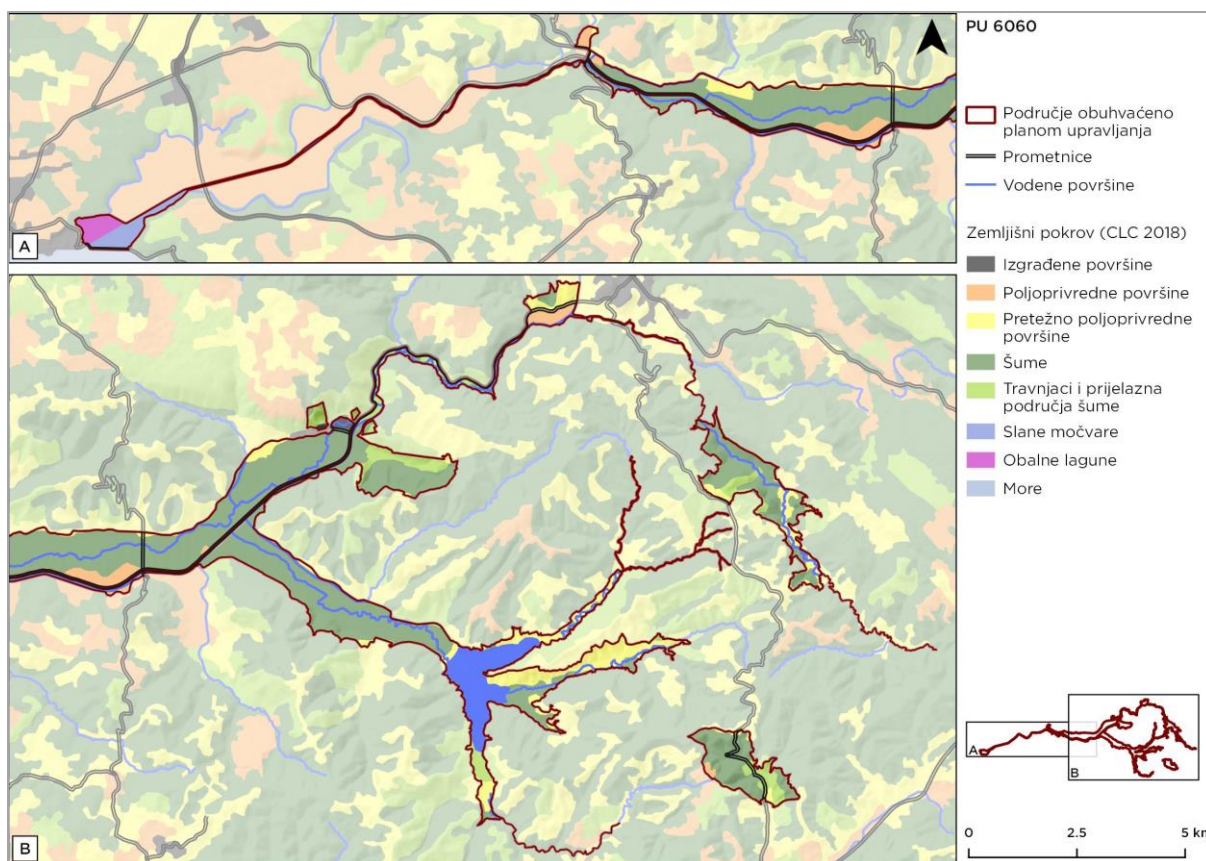 PU 6060
Područje obuhvaćeno
planom upravljanja
Prometnice
Vodene površine
Zemljišni pokrov (CLC 2018)
Izgrađene površine
Poljoprivredne površine
Pretežno poljoprivredne
površine
Šume
Travnjaci i prijelazna
područja šume
Slane močvare
Obalne lagune
More
A
B
A
B
0 2.5 5 km